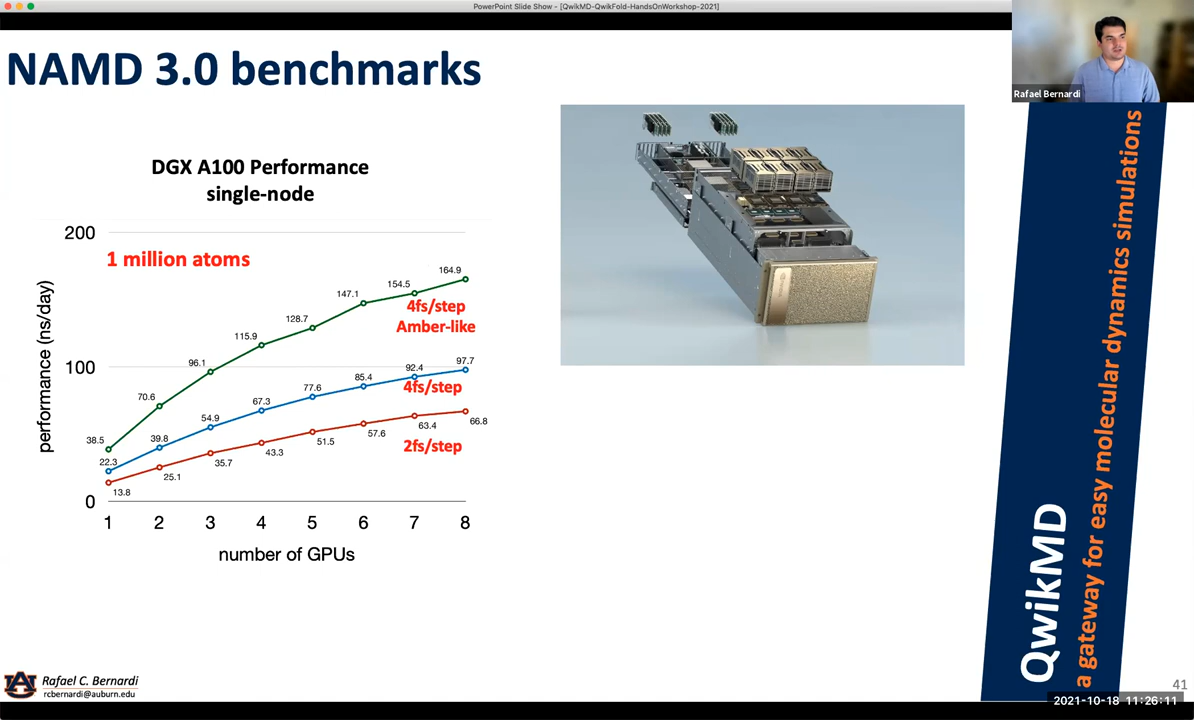 PowerPoint Slide Show - [QwikMD-QwikFold-HandsOnWorkshop-2021]
Rafael Bernardi
NAMD 3.0 benchmarks
DGX A100 Performance
single-node
200
1 million atoms
100
0
performance (ns/day)
38.5
70.6
96.1
115.9
128.7
147.1
154.5
164.9
4fs/step
Amber-like
22.3
39.8
54.9
67.3
77.6
85.4
92.4
97.7
4fs/step
13.8
25.1
35.7
43.3
51.5
57.6
63.4
66.8
2fs/step
1 2 3 4 5 6 7 8
number of GPUs
QwikMD
a gateway for easy molecular dynamics simulations
Rafael C. Bernardi
rcbernardi@auburn.edu
41
2021-10-18 11:26:11